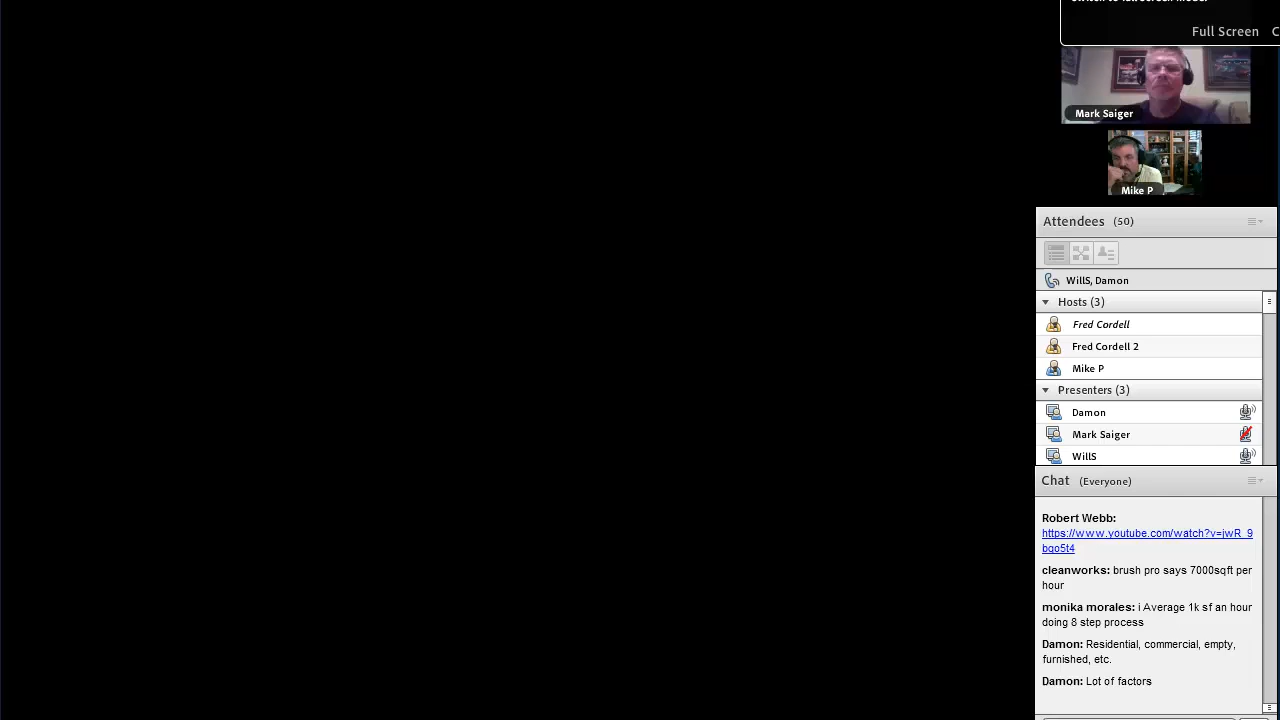 Full Screen
Mark Saiger
Mike P
Attendees (50)
WillS, Damon
Hosts (3)
Fred Cordell
Fred Cordell 2
Mike P
Presenters (3)
Damon
Mark Saiger
WillS
Chat (Everyone)
Robert Webb:
https://www.youtube.com/watch?v=jwR_9
bgo5t4
cleanworks: brush pro says 7000sqft per
hour
monika morales: i Average 1k sf an hour
doing 8 step process
Damon: Residential, commercial, empty,
furnished, etc.
Damon: Lot of factors